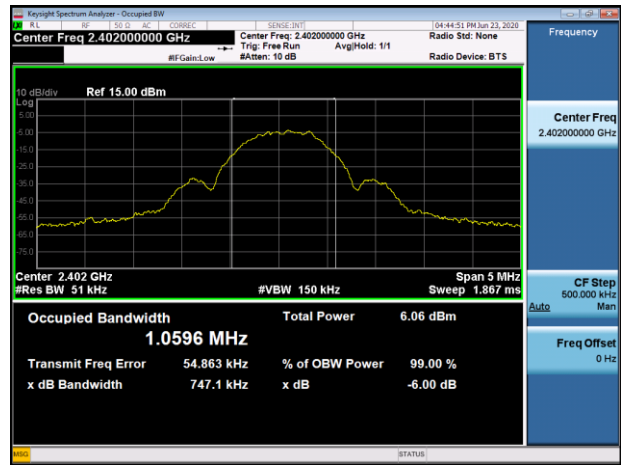 Keysight Spectrum Analyzer - Occupied BW
RL RF 50 Ω AC CORREC SENSE:INT 04:44:51 PM Jun 23, 2020
Center Freq 2.402000000 GHz
Center Freq: 2.402000000 GHz
Radio Std: None
Trig: Free Run Avg|Hold: 1/1
#IFGain:Low #Atten: 10 dB Radio Device: BTS
Frequency
10 dB/div Ref 15.00 dBm
Log
5.00
-5.00
-15.0
-25.0
-35.0
-45.0
-55.0
-65.0
-75.0
Center Freq
2.402000000 GHz
Center 2.402 GHz Span 5 MHz
#Res BW 51 kHz #VBW 150 kHz Sweep 1.867 ms
CF Step
500.000 kHz
Auto Man
Occupied Bandwidth Total Power 6.06 dBm
1.0596 MHz
Transmit Freq Error 54.863 kHz % of OBW Power 99.00 %
x dB Bandwidth 747.1 kHz x dB -6.00 dB
Freq Offset
0 Hz
MSG STATUS